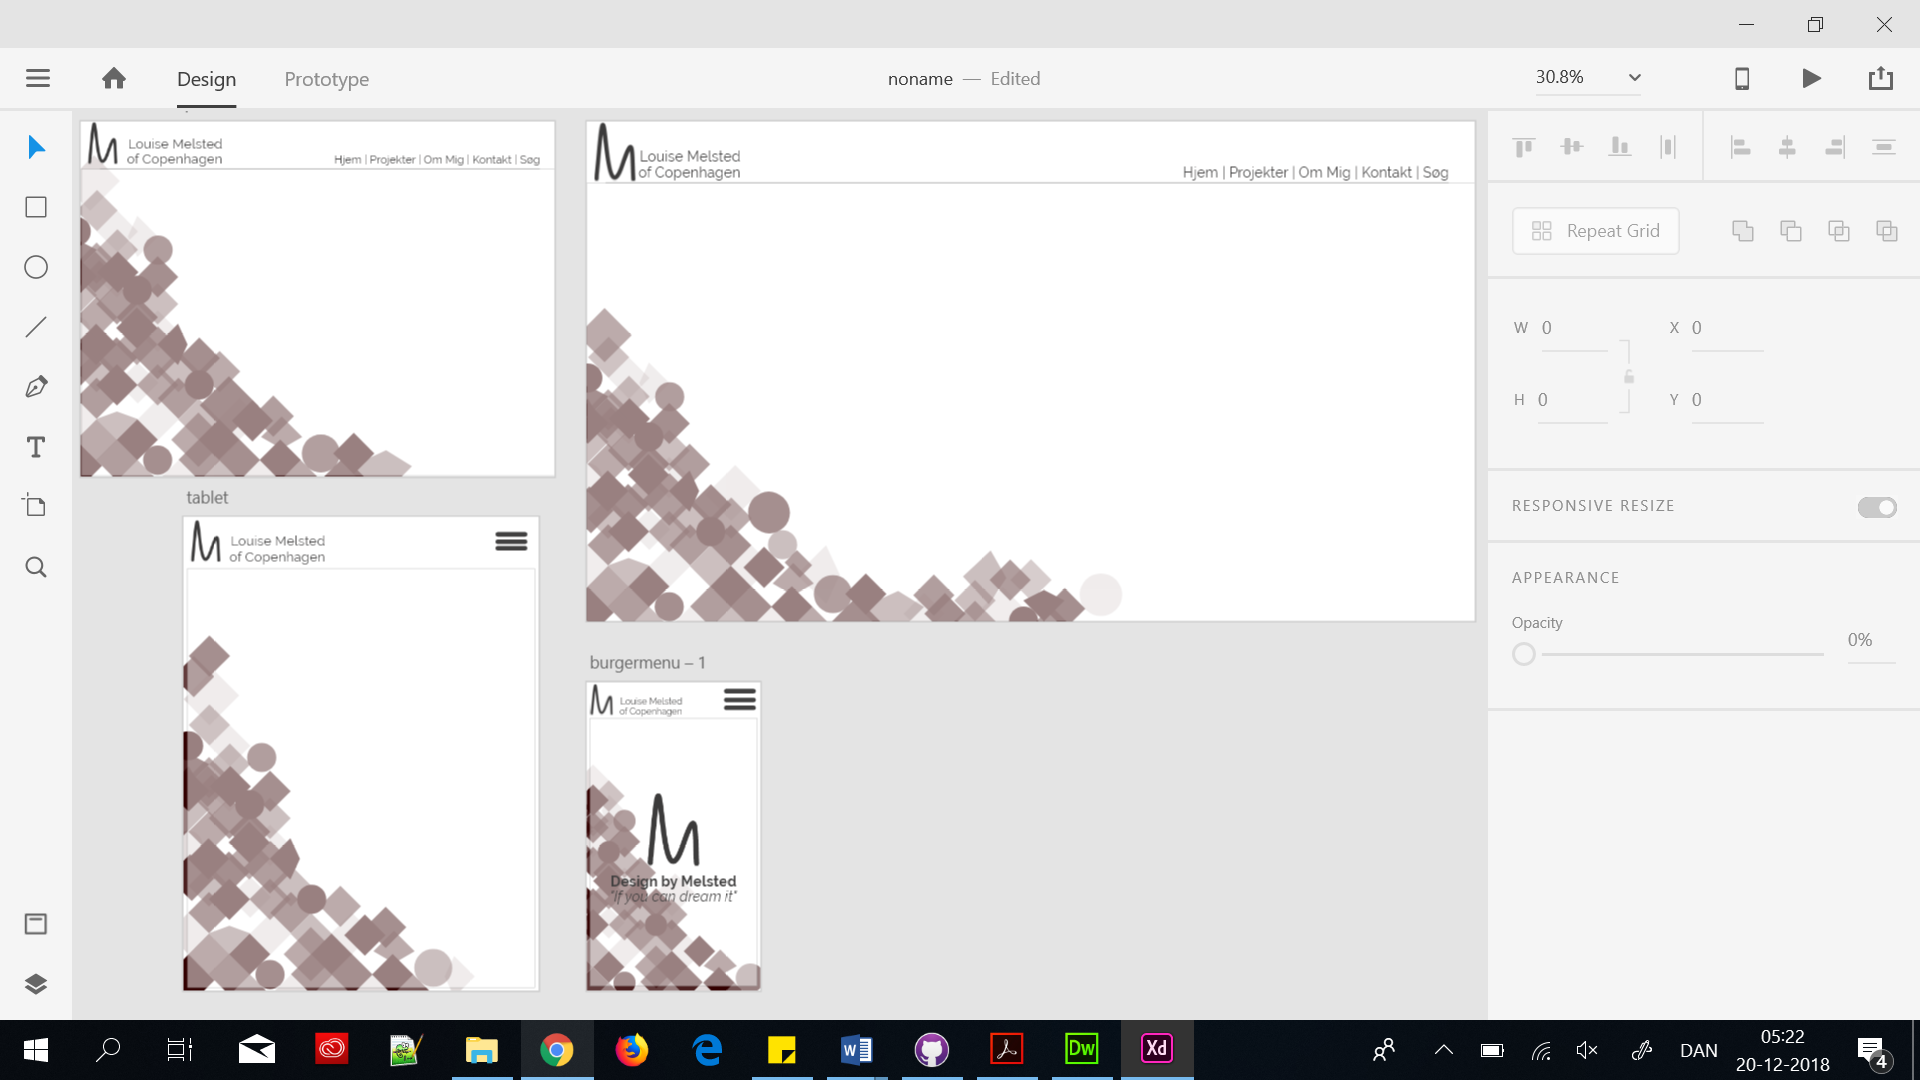 Design
Prototype
noname — Edited
30.8%
Louise Melsted
of Copenhagen
Hjem | Projekter | Om Mig | Kontakt | Søg
Louise Melsted
of Copenhagen
Hjem | Projekter | Om Mig | Kontakt | Søg
Repeat Grid
W 0
X 0
H 0
Y 0
RESPONSIVE RESIZE
APPEARANCE
Opacity
0%
tablet
Louise Melsted
of Copenhagen
burgermenu – 1
Louise Melsted
of Copenhagen
Design by Melsted
"If you can dream it"
Dw
Xd
DAN
05:22
20-12-2018
4